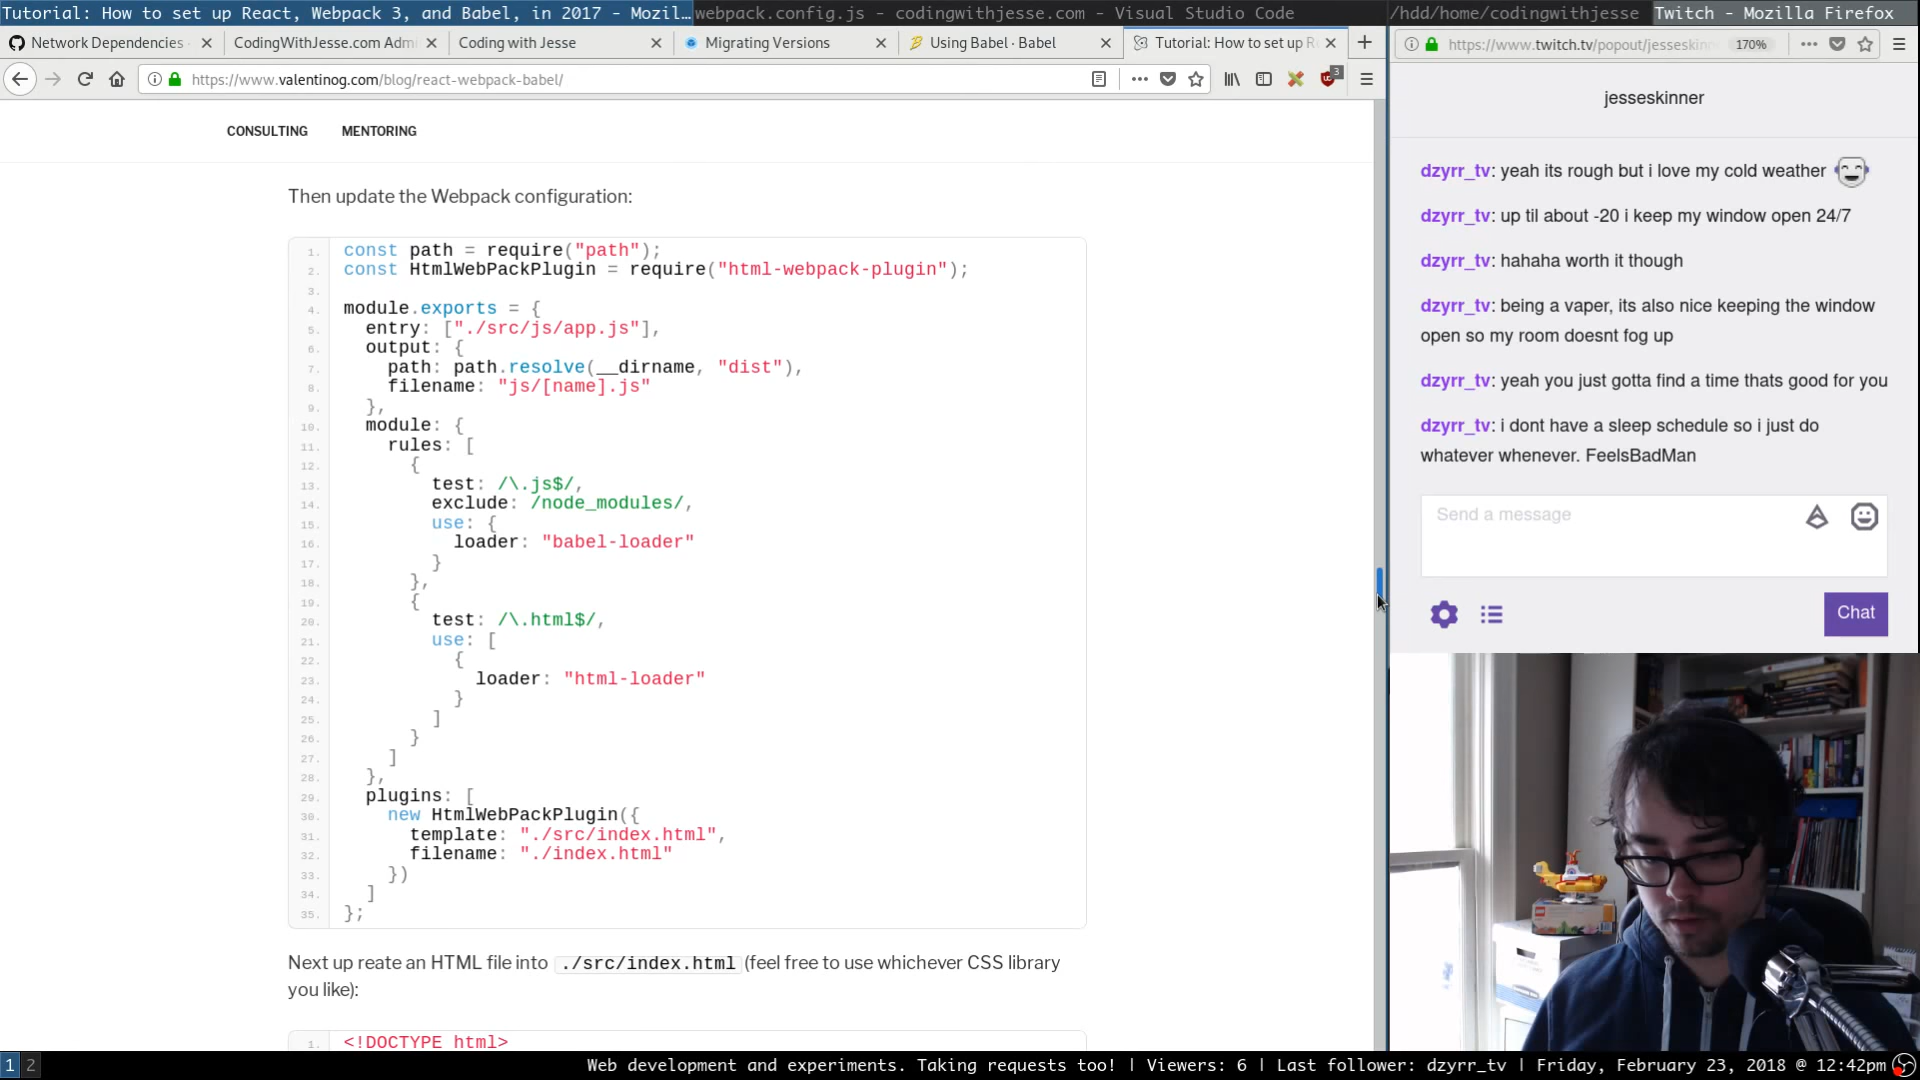 Tutorial: How to set up React, Webpack 3, and Babel, in 2017 - Mozil…
webpack.config.js - codingwithjesse.com - Visual Studio Code
/hdd/home/codingwithjesse
Twitch - Mozilla Firefox
Network Dependencies
CodingWithJesse.com Admi
Coding with Jesse
Migrating Versions
Using Babel · Babel
Tutorial: How to set up R
https://www.valentinog.com/blog/react-webpack-babel/
3
https://www.twitch.tv/popout/jesseskinn
170%
CONSULTING
MENTORING
Then update the Webpack configuration:
1. const path = require("path");
2. const HtmlWebPackPlugin = require("html-webpack-plugin");
3.
4. module.exports = {
5. entry: ["./src/js/app.js"],
6. output: {
7. path: path.resolve(__dirname, "dist"),
8. filename: "js/[name].js"
9. },
10. module: {
11. rules: [
12. {
13. test: /\.js$/,
14. exclude: /node_modules/,
15. use: {
16. loader: "babel-loader"
17. }
18. },
19. {
20. test: /\.html$/,
21. use: [
22. {
23. loader: "html-loader"
24. }
25. ]
26. }
27. ]
28. },
29. plugins: [
30. new HtmlWebPackPlugin({
31. template: "./src/index.html",
32. filename: "./index.html"
33. })
34. ]
35. };
Next up reate an HTML file into ./src/index.html (feel free to use whichever CSS library
you like):
1. <!DOCTYPE html>
jesseskinner
dzyrr_tv: yeah its rough but i love my cold weather
dzyrr_tv: up til about -20 i keep my window open 24/7
dzyrr_tv: hahaha worth it though
dzyrr_tv: being a vaper, its also nice keeping the window
open so my room doesnt fog up
dzyrr_tv: yeah you just gotta find a time thats good for you
dzyrr_tv: i dont have a sleep schedule so i just do
whatever whenever. FeelsBadMan
Send a message
Chat
1 2
Web development and experiments. Taking requests too! | Viewers: 6 | Last follower: dzyrr_tv | Friday, February 23, 2018 @ 12:42pm